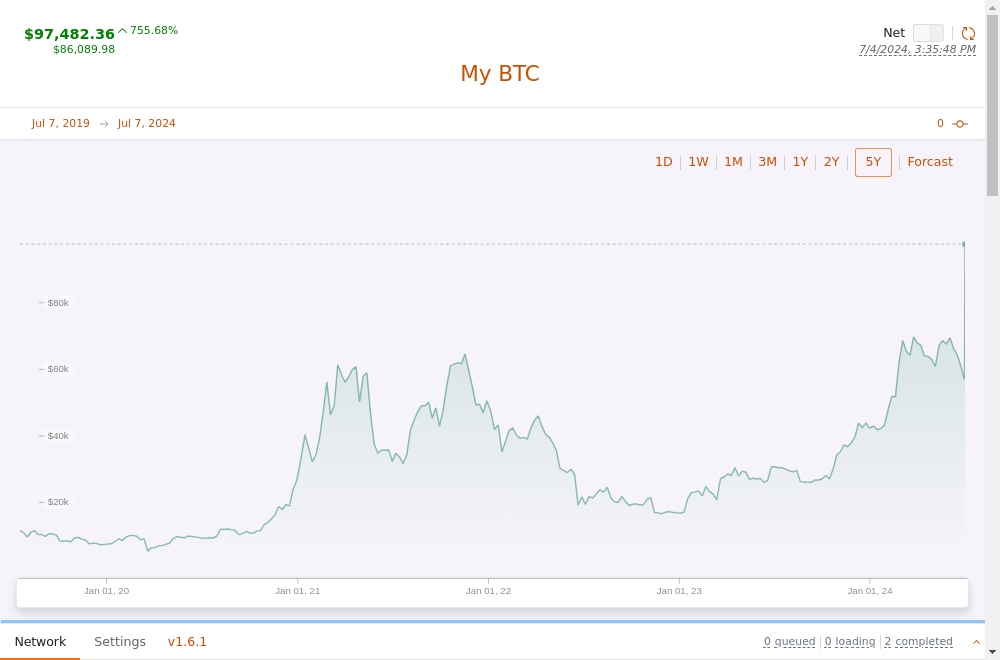 $97,482.36 755.68%
$86,089.98
Net
7/4/2024, 3:35:48 PM
My BTC
Jul 7, 2019 → Jul 7, 2024
0
1D 1W 1M 3M 1Y 2Y 5Y Forcast
$80k
$60k
$40k
$20k
Jan 01, 20 Jan 01, 21 Jan 01, 22 Jan 01, 23 Jan 01, 24
Network Settings v1.6.1 0 queued 0 loading 2 completed